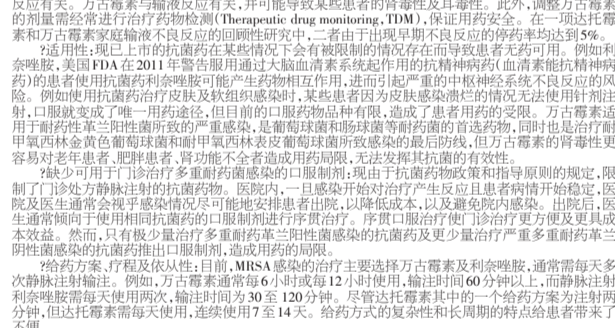 反应有关。万古霉素与输液反应有关，并可能导致某些患者的肾毒性及耳毒性。此外，调整万古霉素
的剂量需经常进行治疗药物检测(Therapeutic drug monitoring,TDM)，保证用药安全。在一项达托霉
素和万古霉素家庭输液不良反应的回顾性研究中，二者由于出现早期不良反应的停药率均达到5%。
?适用性：现已上市的抗菌药在某些情况下会有被限制的情况存在而导致患者无药可用。例如利
奈唑胺，美国FDA在2011年警告服用通过大脑血清素系统起作用的抗精神病药(血清素能抗精神病
药)的患者使用抗菌药利奈唑胺可能产生药物相互作用，进而引起严重的中枢神经系统不良反应的风
险。例如使用抗菌药治疗皮肤及软组织感染时，某些患者因为皮肤感染溃烂的情况无法使用针剂注
射，口服就变成了唯一用药途径，但目前的口服药物品种有限，造成了患者用药的受限。万古霉素适
用于耐药性革兰阳性菌所致的严重感染，是葡萄球菌和肠球菌等耐药菌的首选药物，同时也是治疗耐
甲氧西林金黄色葡萄球菌和耐甲氧西林表皮葡萄球菌所致感染的最后防线，但万古霉素的肾毒性更
容易对老年患者、肥胖患者、肾功能不全者造成用药局限，无法发挥其抗菌的有效性。
?缺少可用于门诊治疗多重耐药菌感染的口服制剂：现由于抗菌药物政策和指导原则的规定，限
制了门诊处方静脉注射的抗菌药物。医院内，一旦感染开始对治疗产生反应且患者病情开始稳定，医
院及医生通常会视乎感染情况尽可能地安排患者出院，以降低成本，以及避免院内感染。出院后，医
生通常倾向于使用相同抗菌药的口服制剂进行序贯治疗。序贯口服治疗使门诊治疗更方便及更具成
本效益。然而，只有极少量治疗多重耐药革兰阳性菌感染的抗菌药及更少量治疗严重多重耐药革兰
阴性菌感染的抗菌药推出口服制剂，造成用药的局限。
?给药方案、疗程及依从性：目前，MRSA感染的治疗主要选择万古霉素及利奈唑胺，通常需每天多
次静脉注射输注。例如，万古霉素通常每6小时或每12小时使用，输注时间60分钟以上，而静脉注射
利奈唑胺需每天使用两次，输注时间为30至120分钟。尽管达托霉素其中的一个给药方案为注射两
分钟，但达托霉素需每天使用，连续使用7至14天。给药方式的复杂性和长周期的特点给患者带来了
不便